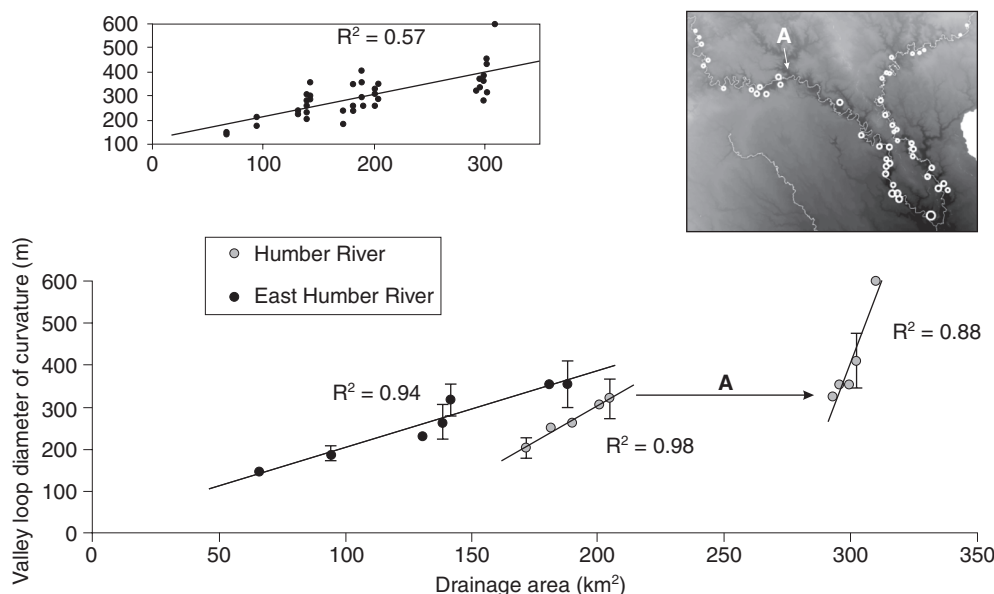 600
500
400
300
200
100
R² = 0.57
0
100
200
300
A
Humber River
East Humber River
Valley loop diameter of curvature (m)
600
500
400
300
200
100
0
R² = 0.94
R² = 0.98
A
R² = 0.88
0
50
100
150
200
250
300
350
Drainage area (km²)